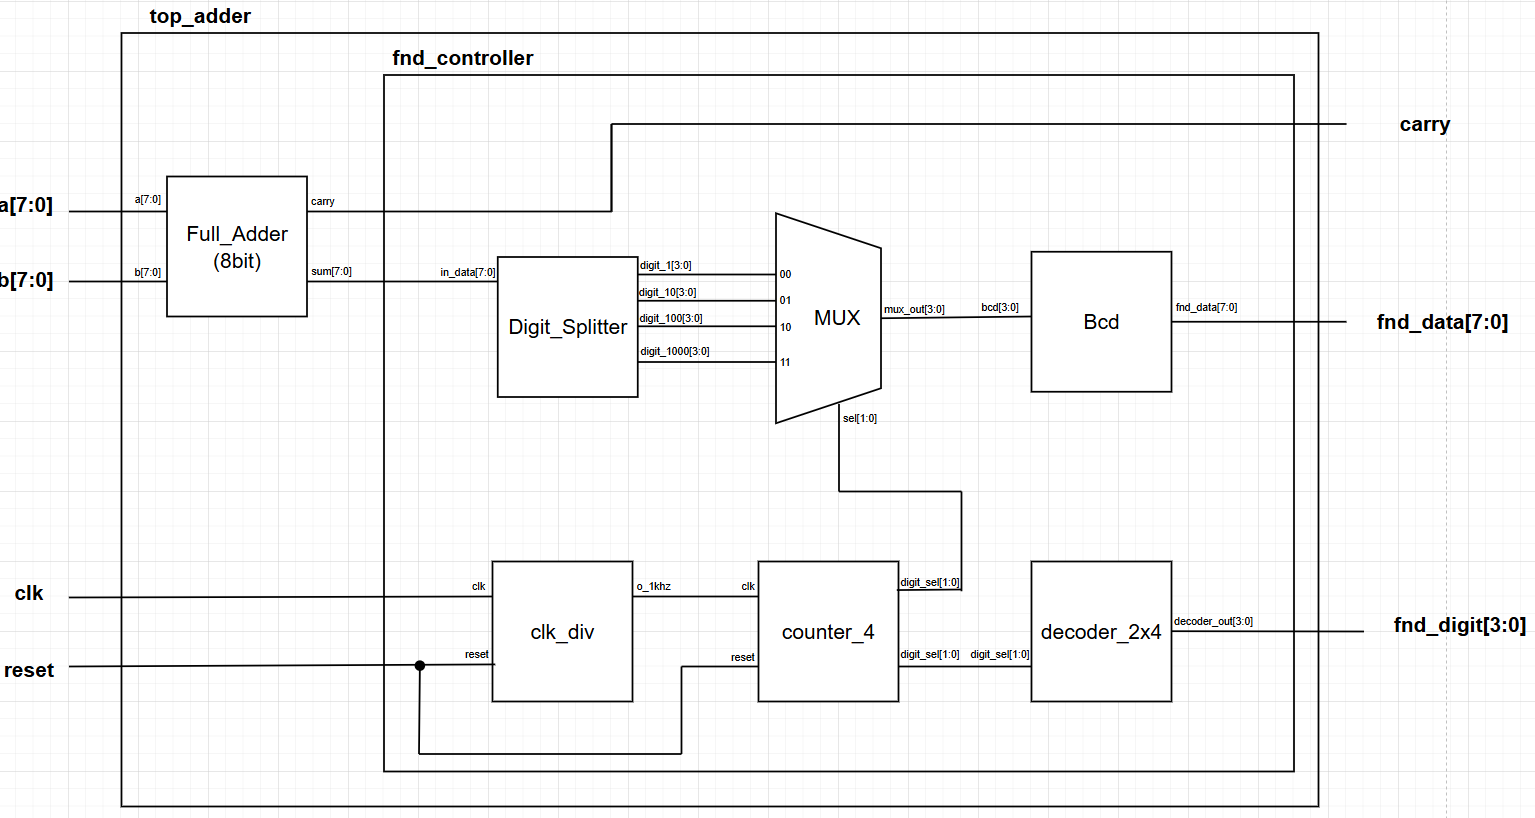 top_adder
fnd_controller
carry
a[7:0]
a[7:0]
carry
Full_Adder
(8bit)
b[7:0]
b[7:0]
sum[7:0]
in_data[7:0]
Digit_Splitter
digit_1[3:0]
digit_10[3:0]
digit_100[3:0]
digit_1000[3:0]
00
01
10
11
MUX
mux_out[3:0]
sel[1:0]
bcd[3:0]
Bcd
fnd_data[7:0]
fnd_data[7:0]
clk
clk
clk_div
reset
reset
o_1khz
clk
counter_4
reset
digit_sel[1:0]
digit_sel[1:0]
digit_sel[1:0]
decoder_2x4
decoder_out[3:0]
fnd_digit[3:0]